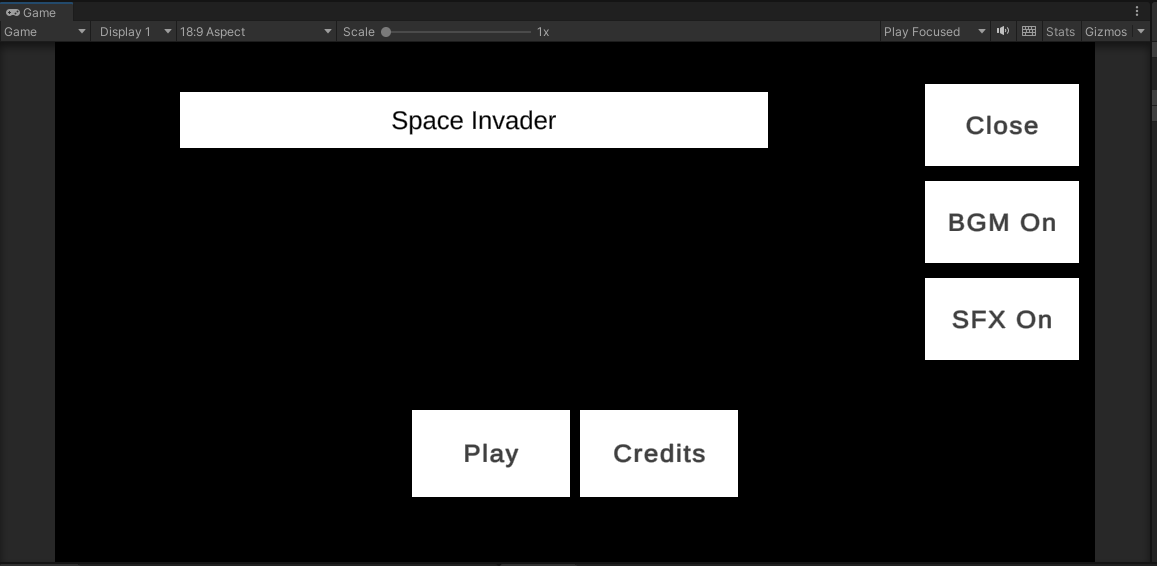 Game
Game Display 1 18:9 Aspect Scale 1x Play Focused Stats Gizmos
Space Invader
Close
BGM On
SFX On
Play Credits